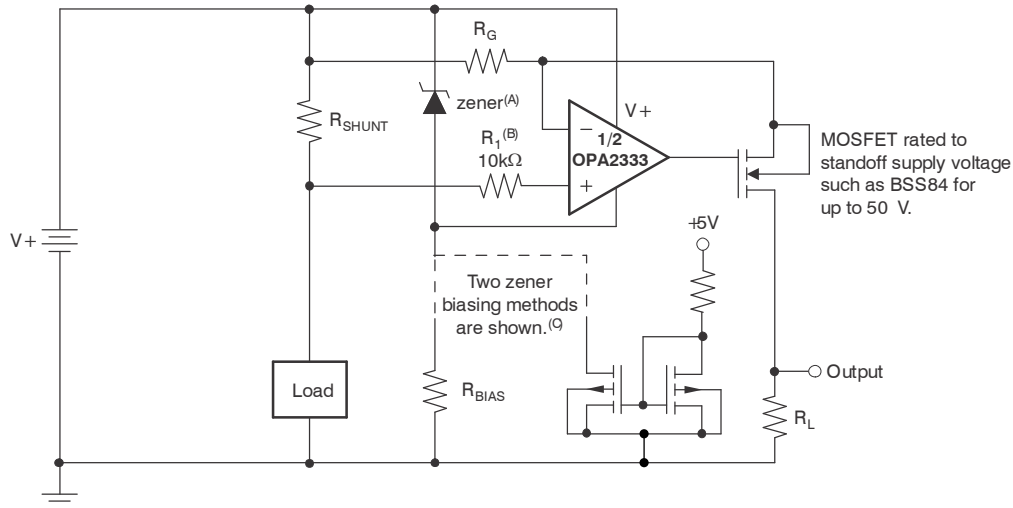 R_G
zener(A)
V+
R_SHUNT
R_1(B)
10kΩ
−
1/2
OPA2333
+
MOSFET rated to
standoff supply voltage
such as BSS84 for
up to 50 V.
V+
+5V
Two zener
biasing methods
are shown.(C)
Load
R_BIAS
Output
R_L